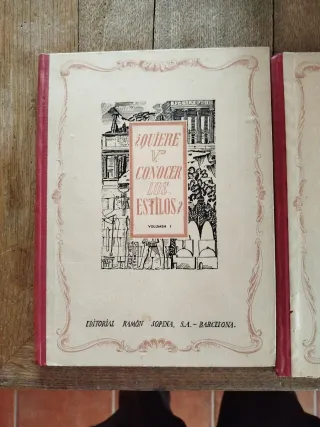 ¿QUIERE
V.
CONOCER
LOS
ESTILOS?
VOLUMEN I
EDITORIAL RAMÓN SOPENA, S.A.-BARCELONA.